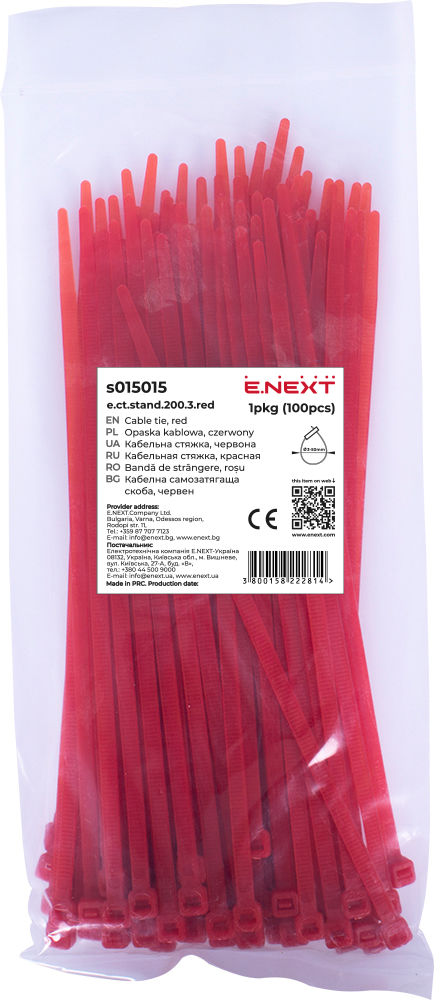 s015015
E.NEXT
e.ct.stand.200.3.red
1pkg (100pcs)
EN Cable tie, red
PL Opaska kablowa, czerwony
UA Кабельна стяжка, червона
RU Кабельная стяжка, красная
RO Bandă de strângere, roșu
BG Кабелна самозатягаща
скоба, червен
Ø3-50mm
this item on web ↓
www.enext.com
CE
Provider address:
E.NEXT.Company Ltd.
Bulgaria, Varna, Odessos region,
Rodopi str. 11,
Tel.: +359 87 707 7123
E-mail: info@enext.bg, www.enext.bg
Постачальник:
Електротехнічна компанія E.NEXT-Україна
08132, Україна, Київська обл., м. Вишневе,
вул. Київська, 27-А, буд. «В»,
тел.: +380 44 500 9000
E-mail: info@enext.ua, www.enext.ua
Made in PRC. Production date:
3800158222814>